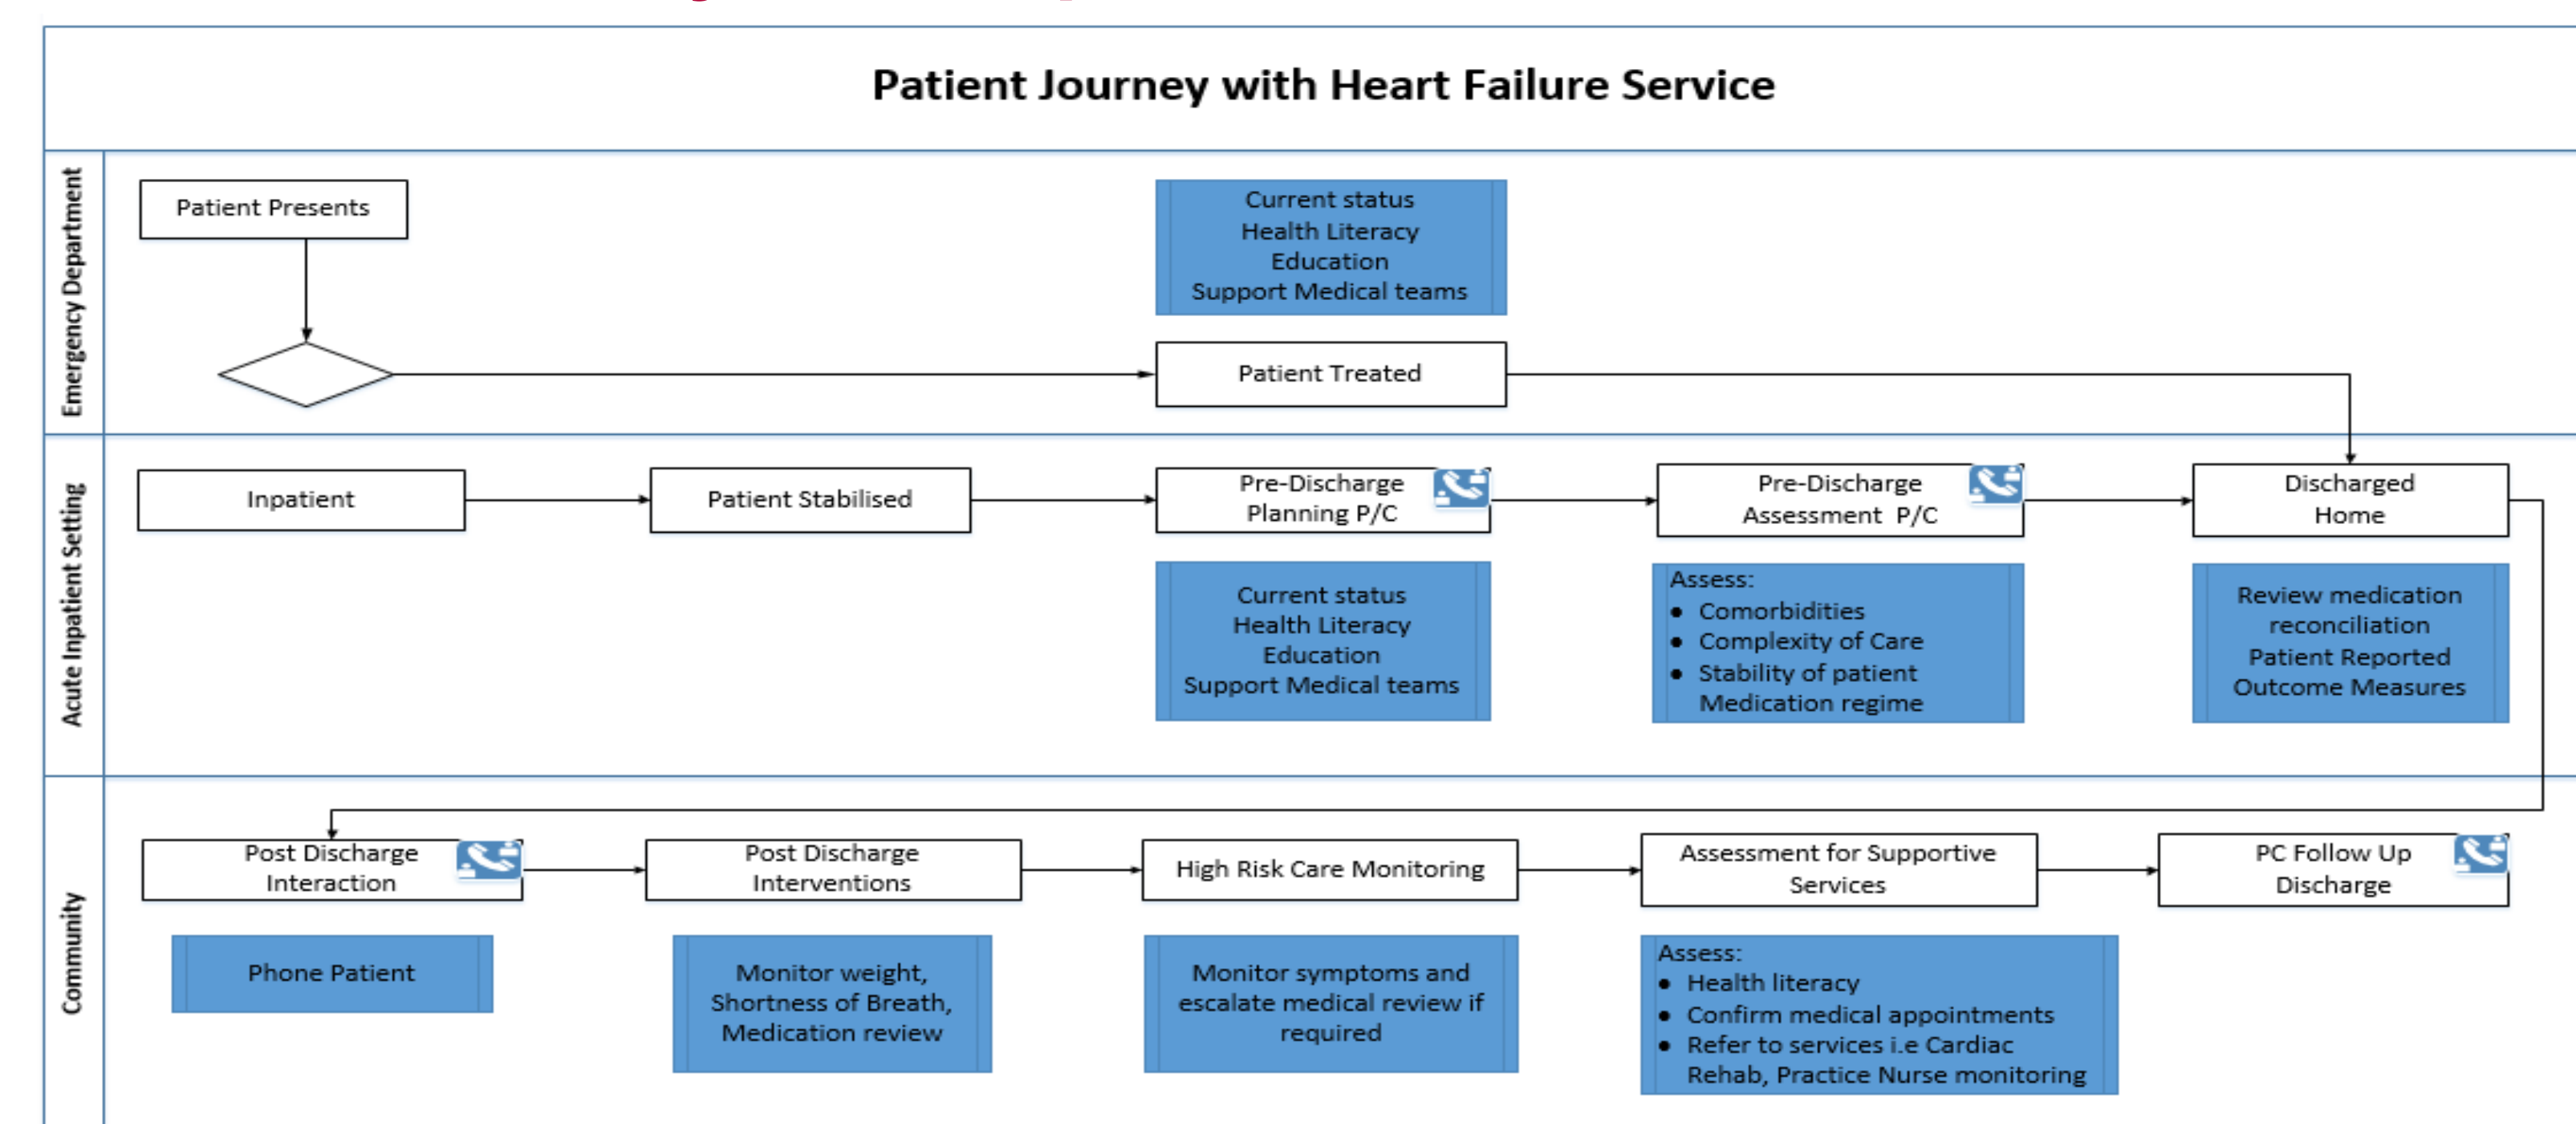 Patient Journey with Heart Failure Service
Emergency Department
Patient Presents
Current status
Health Literacy
Education
Support Medical teams
Patient Treated
Acute Inpatient Setting
Inpatient
Patient Stabilised
Pre-Discharge
Planning P/C
Pre-Discharge
Assessment P/C
Discharged
Home
Current status
Health Literacy
Education
Support Medical teams
Assess:
● Comorbidities
● Complexity of Care
● Stability of patient
Medication regime
Review medication
reconciliation
Patient Reported
Outcome Measures
Community
Post Discharge
Interaction
Post Discharge
Interventions
High Risk Care Monitoring
Assessment for Supportive
Services
PC Follow Up
Discharge
Phone Patient
Monitor weight,
Shortness of Breath,
Medication review
Monitor symptoms and
escalate medical review if
required
Assess:
● Health literacy
● Confirm medical appointments
● Refer to services i.e Cardiac
Rehab, Practice Nurse monitoring